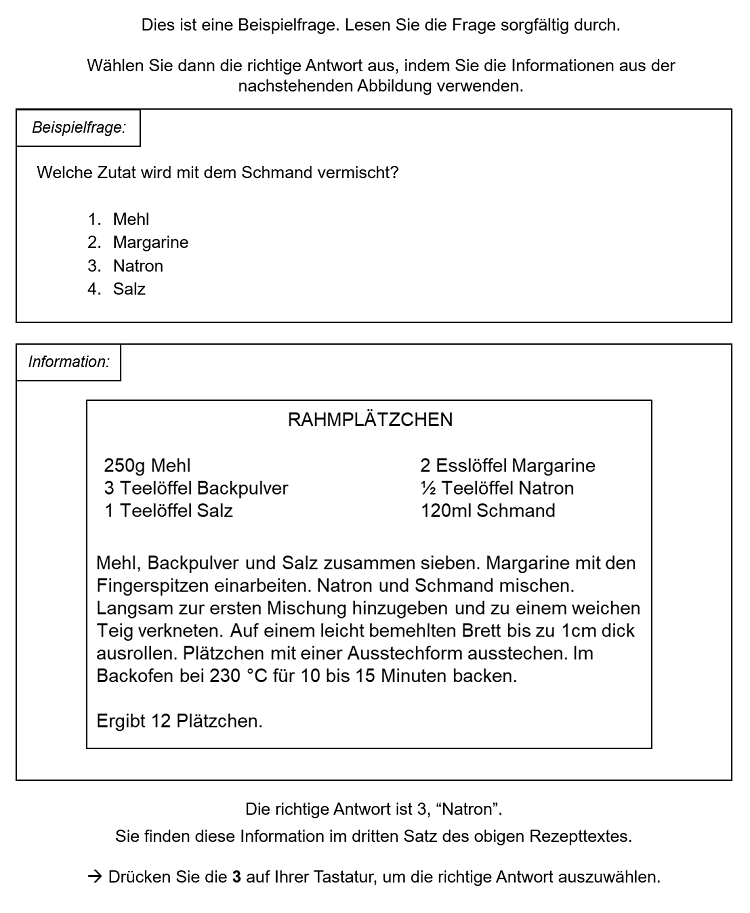 Dies ist eine Beispielfrage. Lesen Sie die Frage sorgfältig durch.
Wählen Sie dann die richtige Antwort aus, indem Sie die Informationen aus der
nachstehenden Abbildung verwenden.
Beispielfrage:
Welche Zutat wird mit dem Schmand vermischt?
1. Mehl
2. Margarine
3. Natron
4. Salz
Information:
RAHMPLÄTZCHEN
250g Mehl
3 Teelöffel Backpulver
1 Teelöffel Salz
2 Esslöffel Margarine
½ Teelöffel Natron
120ml Schmand
Mehl, Backpulver und Salz zusammen sieben. Margarine mit den
Fingerspitzen einarbeiten. Natron und Schmand mischen.
Langsam zur ersten Mischung hinzugeben und zu einem weichen
Teig verkneten. Auf einem leicht bemehlten Brett bis zu 1cm dick
ausrollen. Plätzchen mit einer Ausstechform ausstechen. Im
Backofen bei 230 °C für 10 bis 15 Minuten backen.
Ergibt 12 Plätzchen.
Die richtige Antwort ist 3, “Natron”.
Sie finden diese Information im dritten Satz des obigen Rezepttextes.
→ Drücken Sie die 3 auf Ihrer Tastatur, um die richtige Antwort auszuwählen.